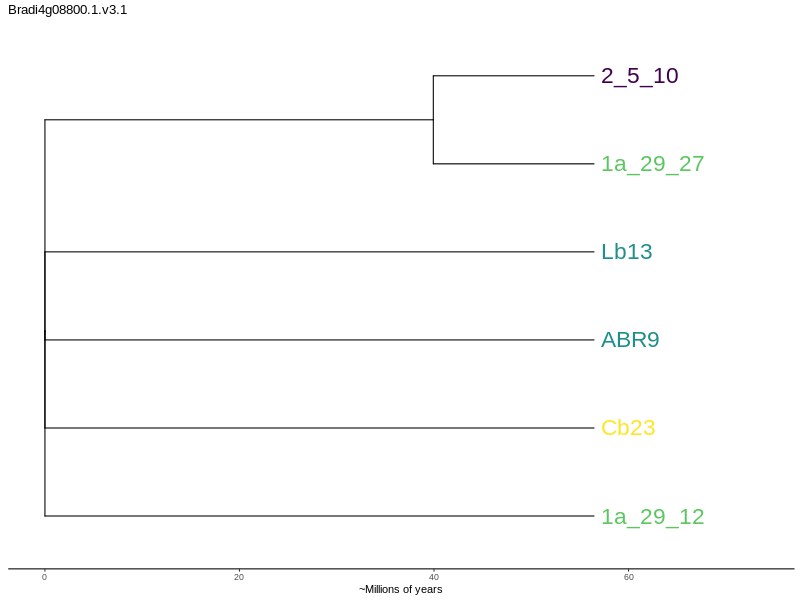 Bradi4g08800.1.v3.1
2_5_10
1a_29_27
Lb13
ABR9
Cb23
1a_29_12
0 20 40 60
~Millions of years